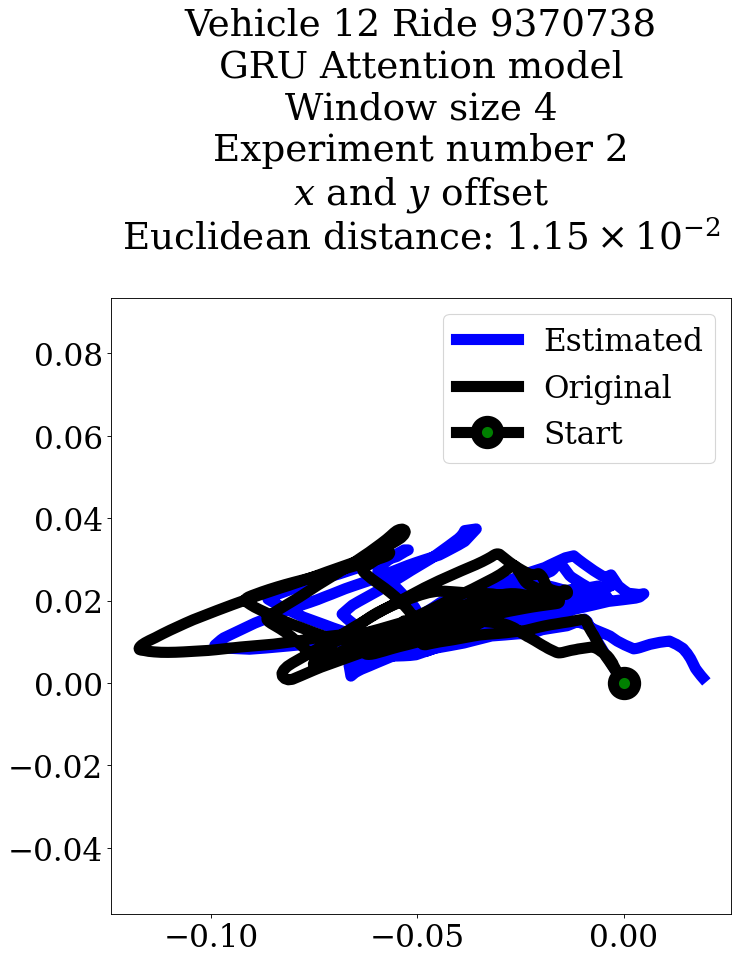 Vehicle 12 Ride 9370738
GRU Attention model
Window size 4
Experiment number 2
x and y offset
Euclidean distance: 1.15 × 10⁻²
Estimated
Original
Start
0.08
0.06
0.04
0.02
0.00
−0.02
−0.04
−0.10 −0.05 0.00